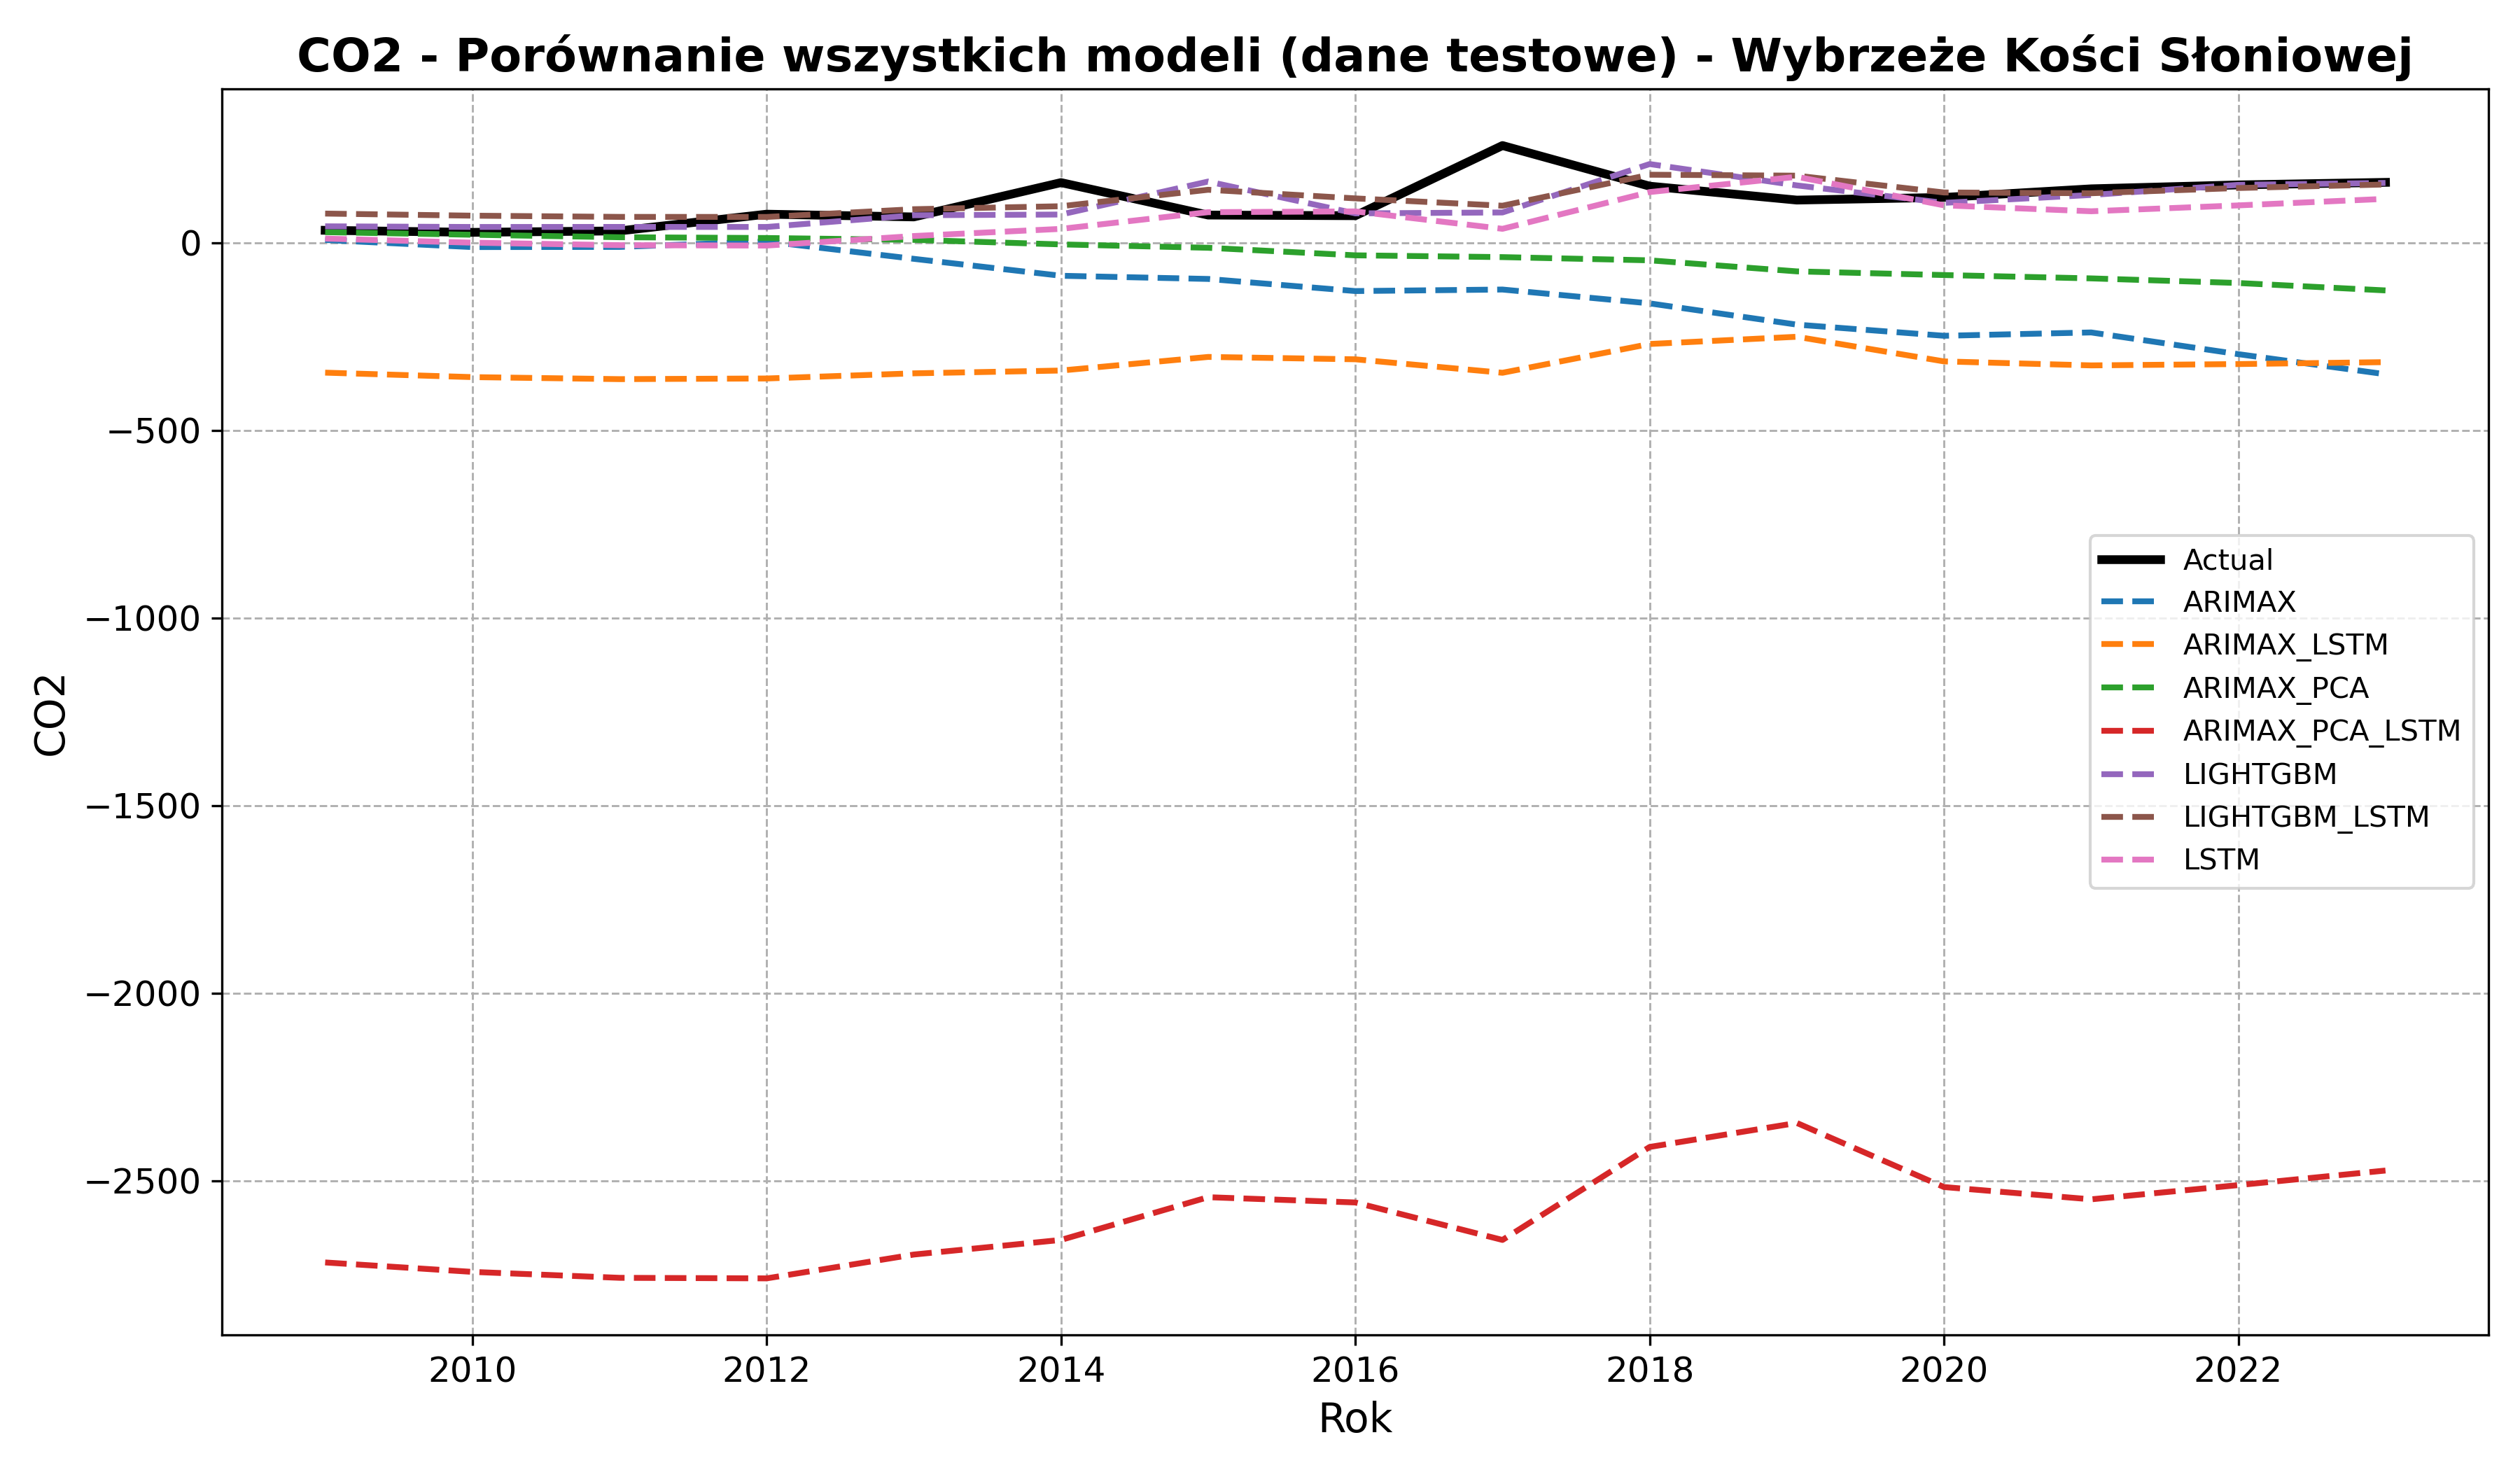 CO2 - Porównanie wszystkich modeli (dane testowe) - Wybrzeże Kości Słoniowej
CO2
0
−500
−1000
−1500
−2000
−2500
2010
2012
2014
2016
2018
2020
2022
Rok
Actual
ARIMAX
ARIMAX_LSTM
ARIMAX_PCA
ARIMAX_PCA_LSTM
LIGHTGBM
LIGHTGBM_LSTM
LSTM